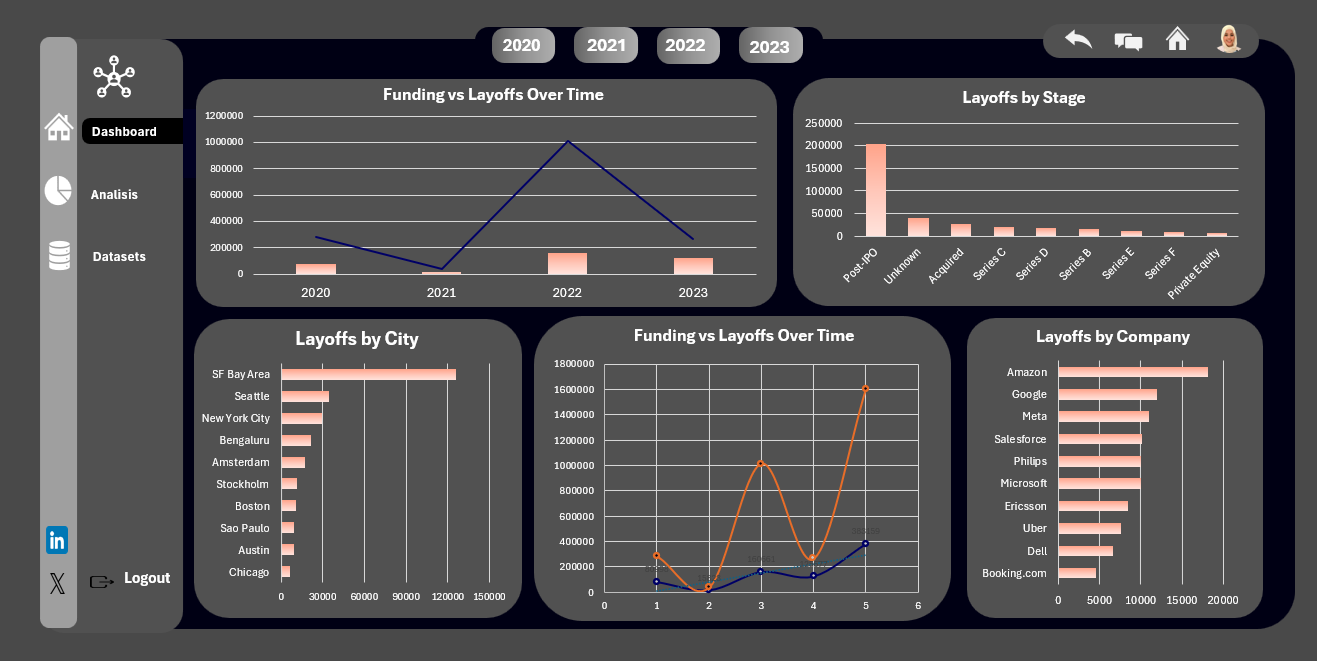 2020
2021
2022
2023
Dashboard
Analisis
Datasets
in
X
Logout
Funding vs Layoffs Over Time
1200000
1000000
800000
600000
400000
200000
0
2020
2021
2022
2023
Layoffs by Stage
250000
200000
150000
100000
50000
0
Post-IPO
Unknown
Acquired
Series C
Series D
Series B
Series E
Series F
Private Equity
Layoffs by City
SF Bay Area
Seattle
New York City
Bengaluru
Amsterdam
Stockholm
Boston
Sao Paulo
Austin
Chicago
0
30000
60000
90000
120000
150000
Funding vs Layoffs Over Time
1800000
1600000
1400000
1200000
1000000
800000
600000
400000
200000
0
0
1
2
3
4
5
6
Layoffs by Company
Amazon
Google
Meta
Salesforce
Philips
Microsoft
Ericsson
Uber
Dell
Booking.com
0
5000
10000
15000
20000